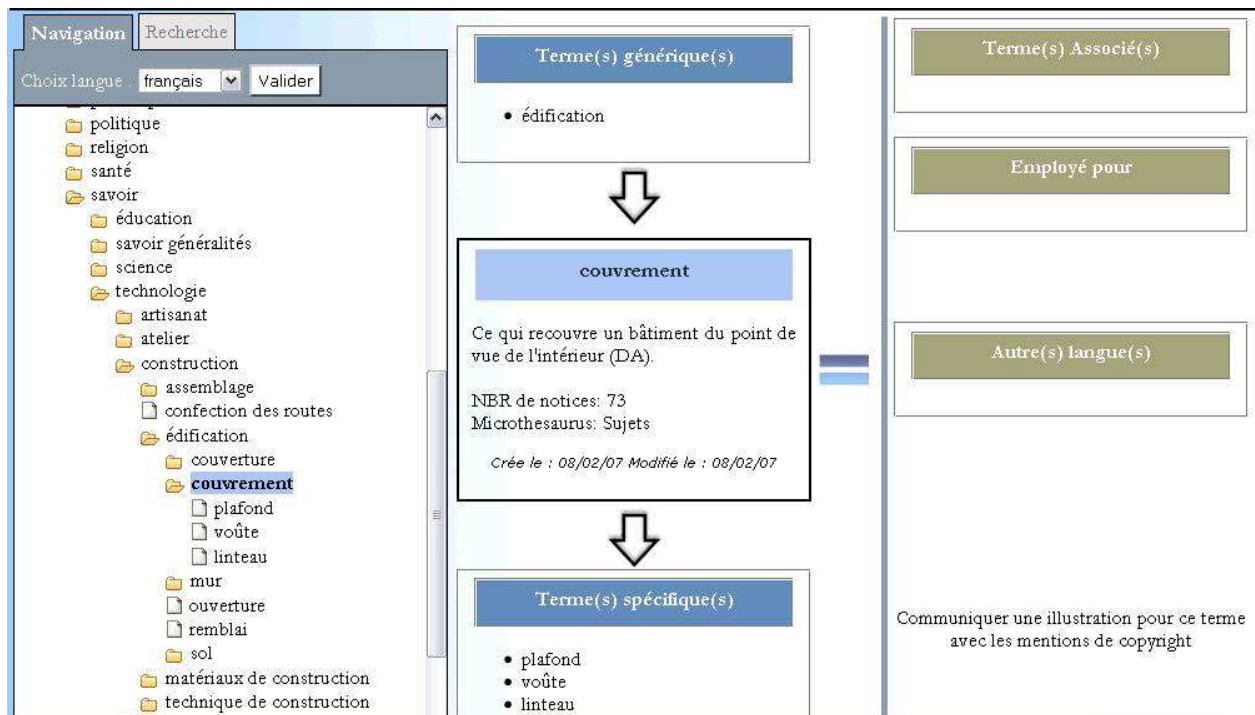 Navigation
Recherche
Choix langue : français
Valider
politique
religion
santé
savoir
éducation
savoir généralités
science
technologie
artisanat
atelier
construction
assemblage
confection des routes
édification
couverture
couvrement
plafond
voûte
linteau
mur
ouverture
remblai
sol
matériaux de construction
technique de construction
Terme(s) générique(s)
• édification
couvrement
Ce qui recouvre un bâtiment du point de
vue de l'intérieur (DA).
NBR de notices: 73
Microthesaurus: Sujets
Crée le : 08/02/07 Modifié le : 08/02/07
Terme(s) spécifique(s)
• plafond
• voûte
• linteau
Terme(s) Associé(s)
Employé pour
Autre(s) langue(s)
Communiquer une illustration pour ce terme
avec les mentions de copyright